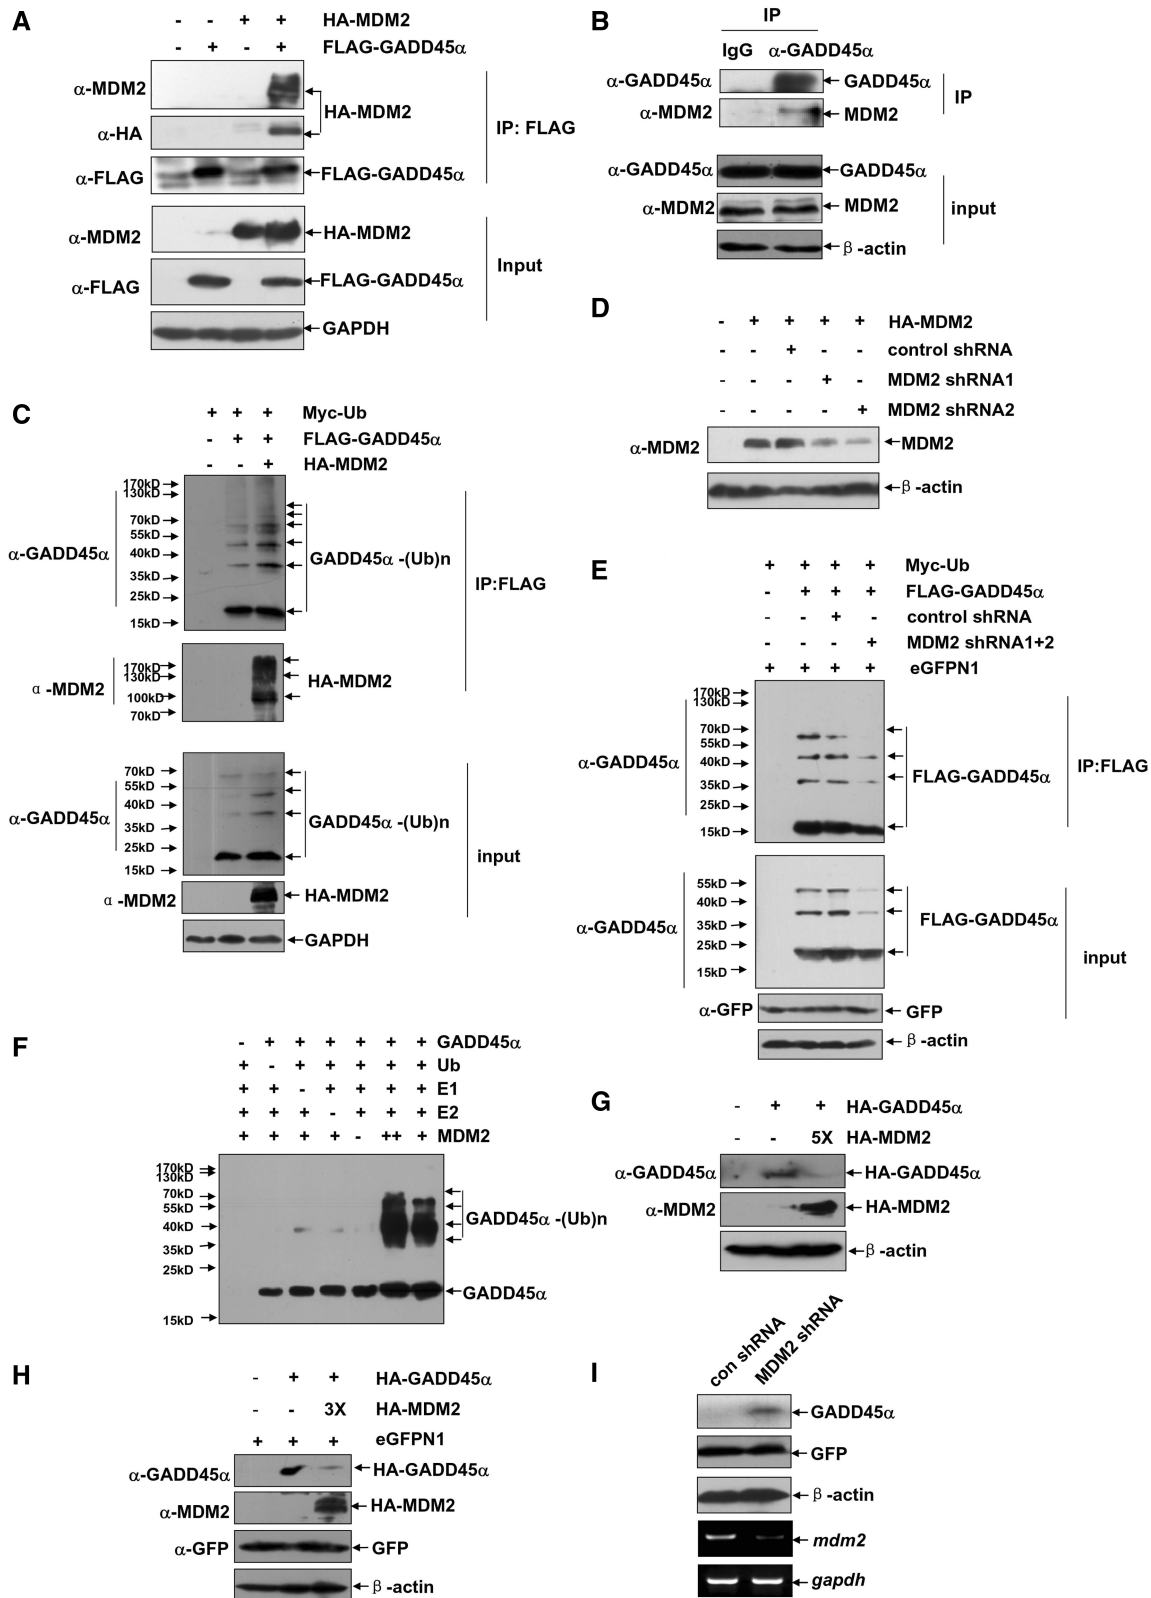 A
- - + + HA-MDM2
- + - + FLAG-GADD45α
α-MDM2
HA-MDM2
α-HA
IP: FLAG
α-FLAG
FLAG-GADD45α
α-MDM2
HA-MDM2
Input
α-FLAG
FLAG-GADD45α
GAPDH
B
IP
IgG α-GADD45α
α-GADD45α GADD45α
IP
α-MDM2 MDM2
α-GADD45α GADD45α
α-MDM2 MDM2
input
β-actin
C
+ + + Myc-Ub
- + + FLAG-GADD45α
- - + HA-MDM2
170kD
130kD
70kD
55kD
40kD
35kD
25kD
15kD
α-GADD45α
GADD45α -(Ub)n
IP:FLAG
170kD
130kD
100kD
70kD
α-MDM2
HA-MDM2
70kD
55kD
40kD
35kD
25kD
15kD
α-GADD45α
GADD45α -(Ub)n
input
α-MDM2
HA-MDM2
GAPDH
D
- + + + + HA-MDM2
- - + - - control shRNA
- - - + - MDM2 shRNA1
- - - - + MDM2 shRNA2
α-MDM2 MDM2
β-actin
E
+ + + + Myc-Ub
- + + + FLAG-GADD45α
- - + - control shRNA
- - - + MDM2 shRNA1+2
+ + + + eGFPN1
170kD
130kD
70kD
55kD
40kD
35kD
25kD
15kD
α-GADD45α
FLAG-GADD45α
IP:FLAG
55kD
40kD
35kD
25kD
15kD
α-GADD45α
FLAG-GADD45α
input
α-GFP GFP
β-actin
F
- + + + + + + GADD45α
+ - + + + + + Ub
+ + - + + + + E1
+ + + - + + + E2
+ + + + - ++ + MDM2
170kD
130kD
70kD
55kD
40kD
35kD
25kD
15kD
GADD45α -(Ub)n
GADD45α
G
- + + HA-GADD45α
- - 5X HA-MDM2
α-GADD45α HA-GADD45α
α-MDM2 HA-MDM2
β-actin
H
- + + HA-GADD45α
- - 3X HA-MDM2
+ + + eGFPN1
α-GADD45α HA-GADD45α
α-MDM2 HA-MDM2
α-GFP GFP
β-actin
I
con shRNA
MDM2 shRNA
GADD45α
GFP
β-actin
mdm2
gapdh